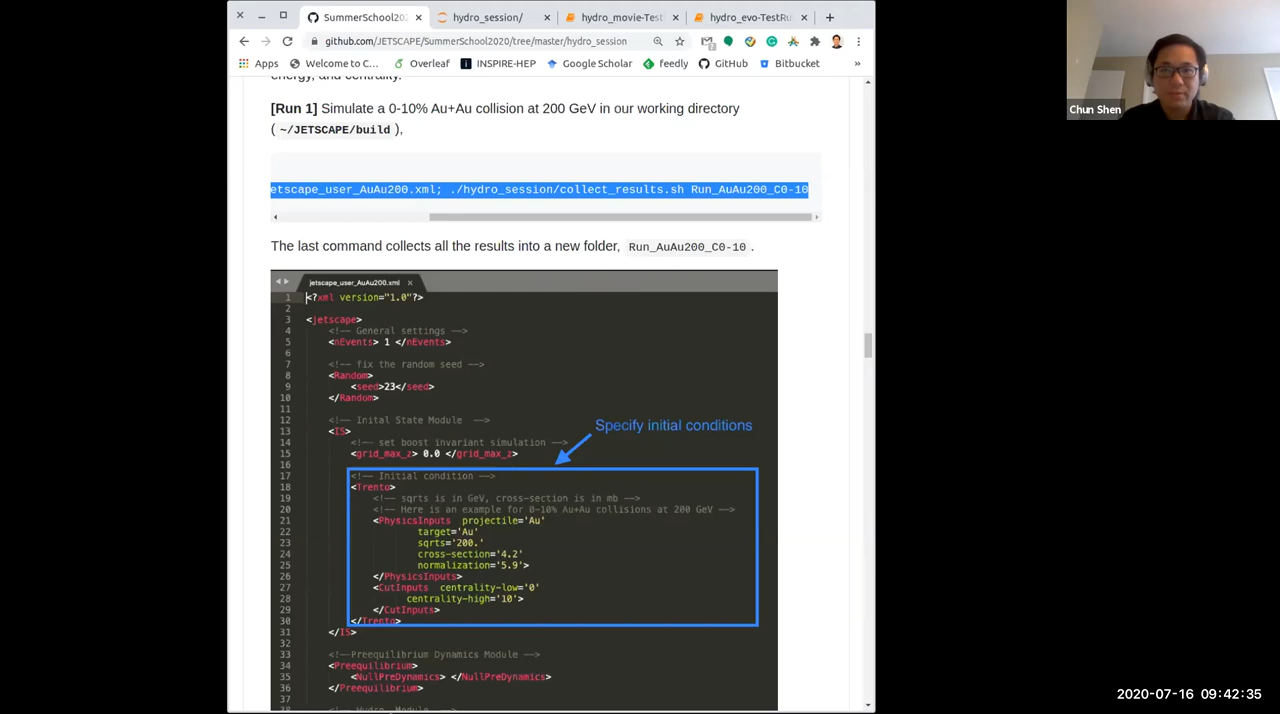 SummerSchool202
hydro_session/
hydro_movie-Test
hydro_evo-TestRu
github.com/JETSCAPE/SummerSchool2020/tree/master/hydro_session
Apps
Welcome to C...
Overleaf
INSPIRE-HEP
Google Scholar
feedly
GitHub
Bitbucket
»
energy, and centrality.
[Run 1] Simulate a 0-10% Au+Au collision at 200 GeV in our working directory
( ~/JETSCAPE/build ),
etscape_user_AuAu200.xml; ./hydro_session/collect_results.sh Run_AuAu200_C0-10
The last command collects all the results into a new folder, Run_AuAu200_C0-10 .
jetscape_user_AuAu200.xml
1 <?xml version="1.0"?>
2
3 <jetscape>
4 <!-- General settings -->
5 <nEvents> 1 </nEvents>
6
7 <!-- fix the random seed -->
8 <Random>
9 <seed>23</seed>
10 </Random>
11
12 <!-- Inital State Module -->
13 <IS>
14 <!-- set boost invariant simulation -->
15 <grid_max_z> 0.0 </grid_max_z>
16
17 <!-- Initial condition -->
18 <Trento>
19 <!-- sqrts is in GeV, cross-section is in mb -->
20 <!-- Here is an example for 0-10% Au+Au collisions at 200 GeV -->
21 <PhysicsInputs projectile='Au'
22 target='Au'
23 sqrts='200.'
24 cross-section='4.2'
25 normalization='5.9'>
26 </PhysicsInputs>
27 <CutInputs centrality-low='0'
28 centrality-high='10'>
29 </CutInputs>
30 </Trento>
31 </IS>
32
33 <!--Preequilibrium Dynamics Module -->
34 <Preequilibrium>
35 <NullPreDynamics> </NullPreDynamics>
36 </Preequilibrium>
37
38 <!-- Hydro Module -->
Specify initial conditions
Chun Shen
2020-07-16 09:42:35